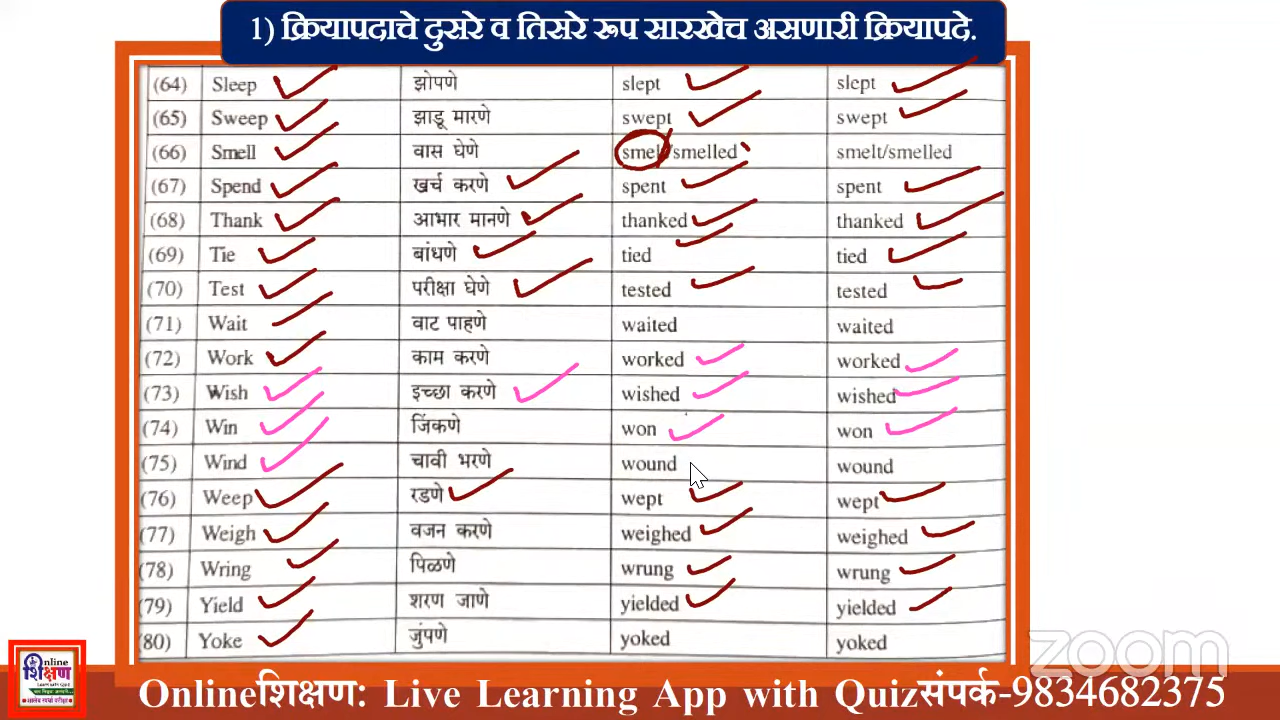 1) क्रियापदाचे दुसरे व तिसरे रूप सारखेच असणारी क्रियापदे.
(64) Sleep झोपणे slept slept
(65) Sweep झाडू मारणे swept swept
(66) Smell वास घेणे smelt/smelled smelt/smelled
(67) Spend खर्च करणे spent spent
(68) Thank आभार मानणे thanked thanked
(69) Tie बांधणे tied tied
(70) Test परीक्षा घेणे tested tested
(71) Wait वाट पाहणे waited waited
(72) Work काम करणे worked worked
(73) Wish इच्छा करणे wished wished
(74) Win जिंकणे won won
(75) Wind चावी भरणे wound wound
(76) Weep रडणे wept wept
(77) Weigh वजन करणे weighed weighed
(78) Wring पिळणे wrung wrung
(79) Yield शरण जाणे yielded yielded
(80) Yoke जुंपणे yoked yoked
zoom
Online
शिक्षण
Onlineशिक्षण: Live Learning App with Quizसंपर्क-9834682375